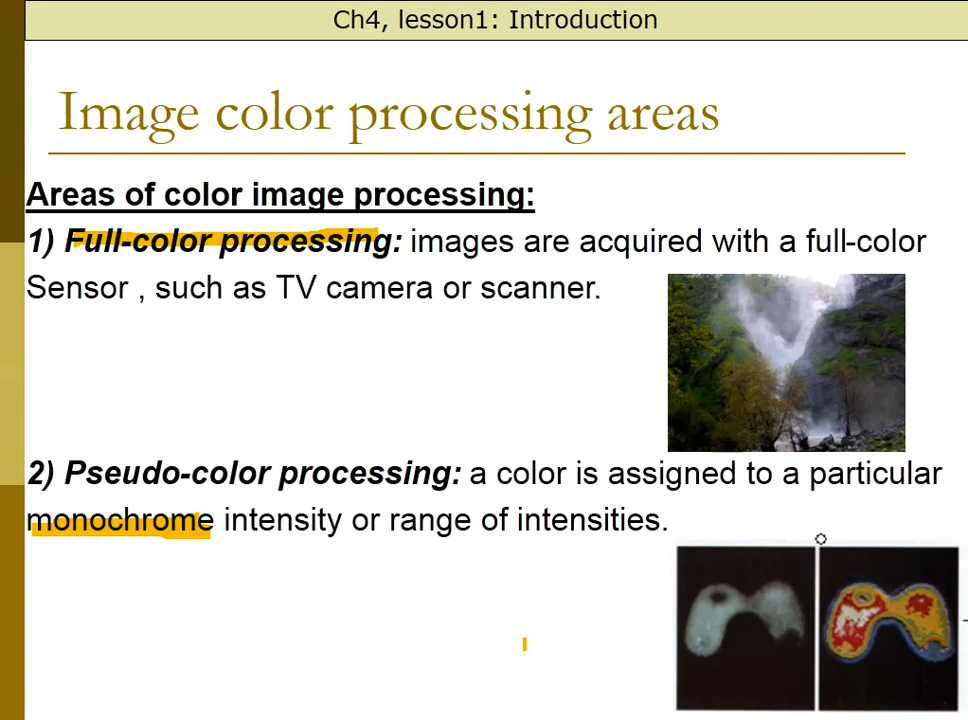 Ch4, lesson1: Introduction
Image color processing areas
Areas of color image processing:
1) Full-color processing: images are acquired with a full-color
Sensor , such as TV camera or scanner.
2) Pseudo-color processing: a color is assigned to a particular
monochrome intensity or range of intensities.